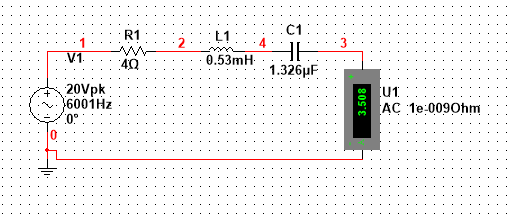 1
V1
R1
4Ω
2
L1
0.53mH
4
C1
1.326µF
3
20Vpk
6001Hz
0°
0
3.508
U1
AC 1e-009Ohm